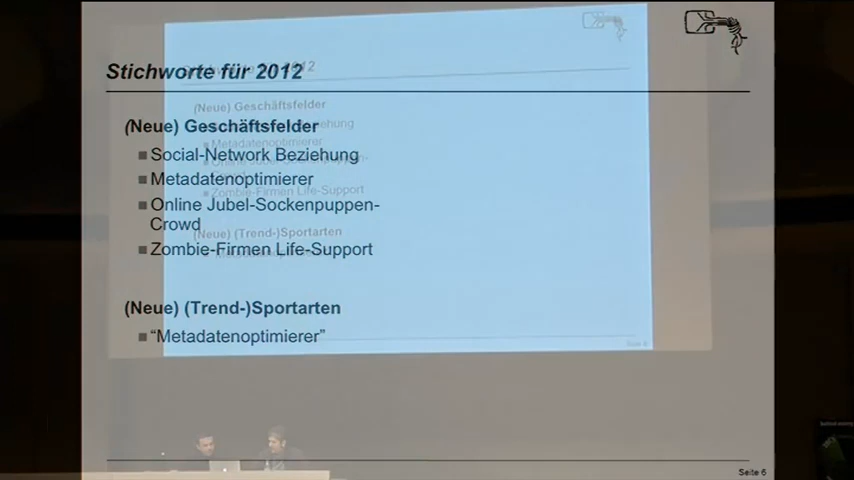 Stichworte für 2012
(Neue) Geschäftsfelder
Social-Network Beziehung
Metadatenoptimierer
Online Jubel-Sockenpuppen-
Crowd
Zombie-Firmen Life-Support
(Neue) (Trend-)Sportarten
"Metadatenoptimierer"
Seite 6